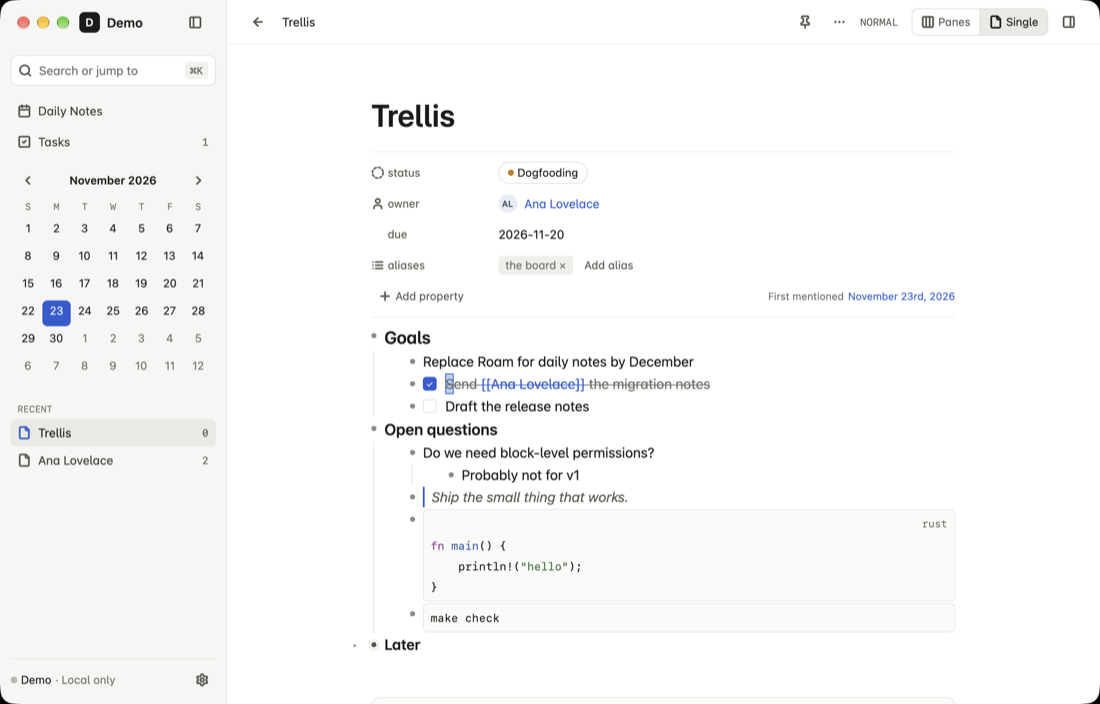 D Demo
Search or jump to ⌘K
Daily Notes
Tasks 1
November 2026
S M T W T F S
1 2 3 4 5 6 7
8 9 10 11 12 13 14
15 16 17 18 19 20 21
22 23 24 25 26 27 28
29 30 1 2 3 4 5
6 7 8 9 10 11 12
RECENT
Trellis 0
Ana Lovelace 2
Demo · Local only
Trellis
NORMAL
Panes
Single
Trellis
status Dogfooding
owner AL Ana Lovelace
due 2026-11-20
aliases the board × Add alias
+ Add property First mentioned November 23rd, 2026
Goals
Replace Roam for daily notes by December
Send [[Ana Lovelace]] the migration notes
Draft the release notes
Open questions
Do we need block-level permissions?
Probably not for v1
Ship the small thing that works.
rust
fn main() {
    println!("hello");
}
make check
Later